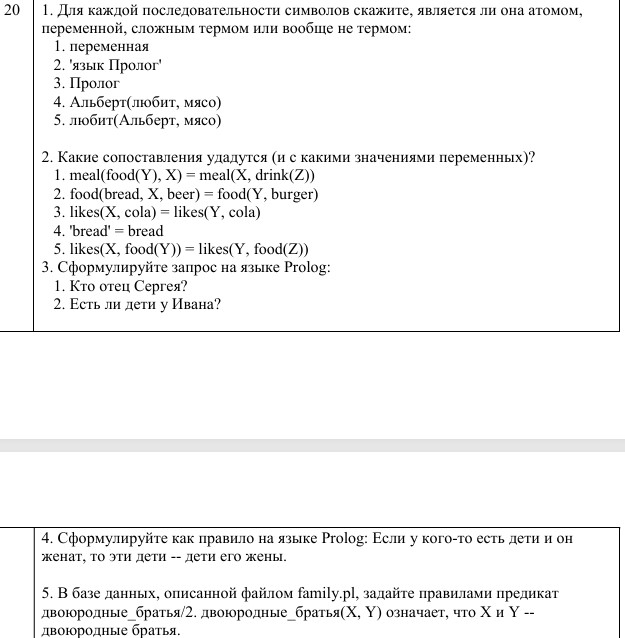 20
1. Для каждой последовательности символов скажите, является ли она атомом,
переменной, сложным термом или вообще не термом:
1. переменная
2. 'язык Пролог'
3. Пролог
4. Альберт(любит, мясо)
5. любит(Альберт, мясо)
2. Какие сопоставления удадутся (и с какими значениями переменных)?
1. meal(food(Y), X) = meal(X, drink(Z))
2. food(bread, X, beer) = food(Y, burger)
3. likes(X, cola) = likes(Y, cola)
4. 'bread' = bread
5. likes(X, food(Y)) = likes(Y, food(Z))
3. Сформулируйте запрос на языке Prolog:
1. Кто отец Сергея?
2. Есть ли дети у Ивана?
4. Сформулируйте как правило на языке Prolog: Если у кого-то есть дети и он
женат, то эти дети -- дети его жены.
5. В базе данных, описанной файлом family.pl, задайте правилами предикат
двоюродные_братья/2. двоюродные_братья(X, Y) означает, что X и Y --
двоюродные братья.